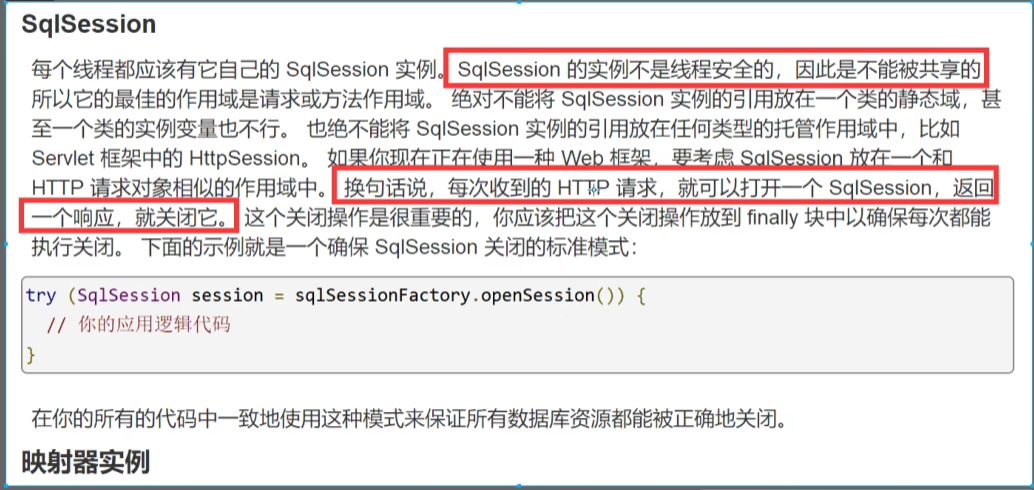 SqlSession
每个线程都应该有它自己的 SqlSession 实例。SqlSession 的实例不是线程安全的，因此是不能被共享的
所以它的最佳的作用域是请求或方法作用域。 绝对不能将 SqlSession 实例的引用放在一个类的静态域，甚
至一个类的实例变量也不行。 也绝不能将 SqlSession 实例的引用放在任何类型的托管作用域中，比如
Servlet 框架中的 HttpSession。 如果你现在正在使用一种 Web 框架，要考虑 SqlSession 放在一个和
HTTP 请求对象相似的作用域中。 换句话说，每次收到的 HTTP 请求，就可以打开一个 SqlSession，返回
一个响应，就关闭它。 这个关闭操作是很重要的，你应该把这个关闭操作放到 finally 块中以确保每次都能
执行关闭。 下面的示例就是一个确保 SqlSession 关闭的标准模式：
try (SqlSession session = sqlSessionFactory.openSession()) {
// 你的应用逻辑代码
}
在你的所有的代码中一致地使用这种模式来保证所有数据库资源都能被正确地关闭。
映射器实例